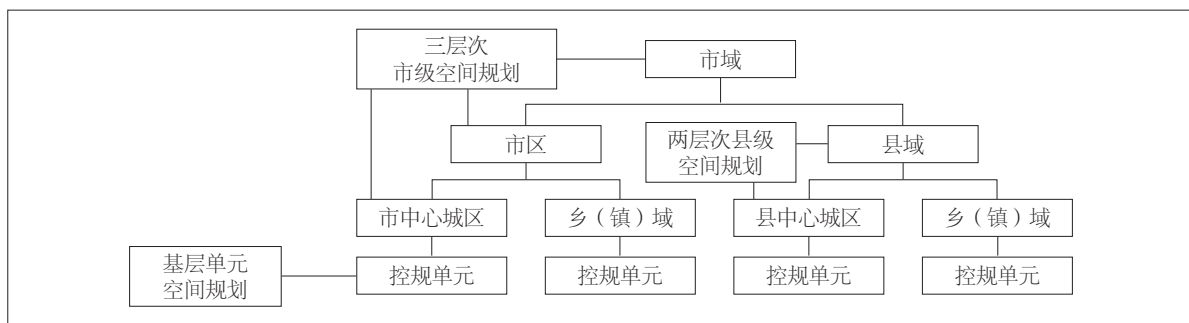 三层次
市级空间规划
市域
市区
两层次县级
空间规划
县域
市中心城区
乡（镇）域
县中心城区
乡（镇）域
基层单元
空间规划
控规单元
控规单元
控规单元
控规单元